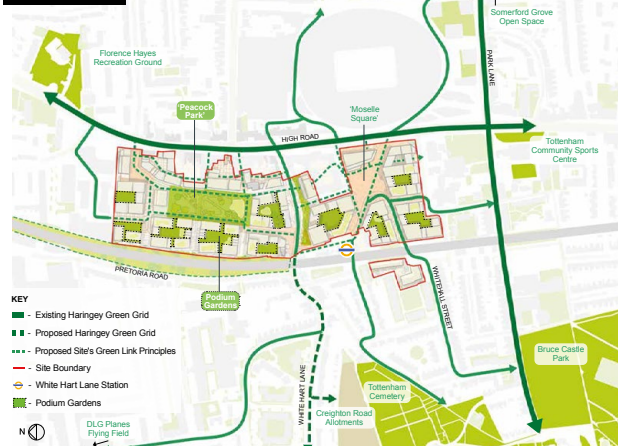 Somerford Grove
Open Space
Florence Hayes
Recreation Ground
PARK LANE
'Peacock
Park'
'Moselle
Square'
HIGH ROAD
Tottenham
Community Sports
Centre
PRETORIA ROAD
Podium
Gardens
WHITEHALL STREET
KEY
- Existing Haringey Green Grid
- Proposed Haringey Green Grid
- Proposed Site's Green Link Principles
- Site Boundary
- White Hart Lane Station
- Podium Gardens
WHITE HART LANE
Bruce Castle
Park
Tottenham
Cemetery
Creighton Road
Allotments
DLG Planes
Flying Field
N